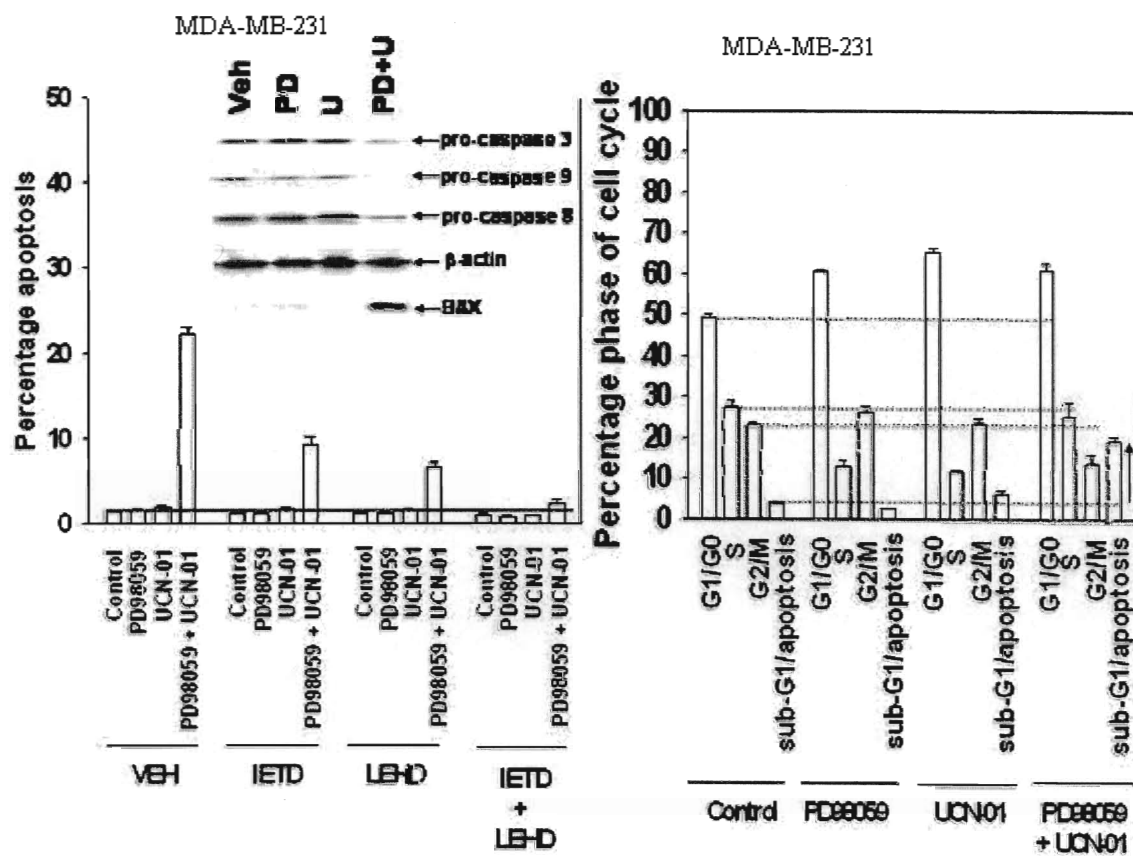 MDA-MB-231
Veh PD U PD+U
pro-caspase 3
pro-caspase 9
pro-caspase 8
β-actin
BAX
Percentage apoptosis
50
40
30
20
10
0
Control
PD98059
UCN-01
PD98059 + UCN-01
Control
PD98059
UCN-01
PD98059 + UCN-01
Control
PD98059
UCN-01
PD98059 + UCN-01
Control
PD98059
UCN-01
PD98059 + UCN-01
VEH
IETD
LEHD
IETD
+
LEHD
MDA-MB-231
Percentage phase of cell cycle
100
90
80
70
60
50
40
30
20
10
0
G1/G0
S
G2/M
sub-G1/apoptosis
G1/G0
S
G2/M
sub-G1/apoptosis
G1/G0
S
G2/M
sub-G1/apoptosis
G1/G0
S
G2/M
sub-G1/apoptosis
Control
PD98059
UCN-01
PD98059
+ UCN-01